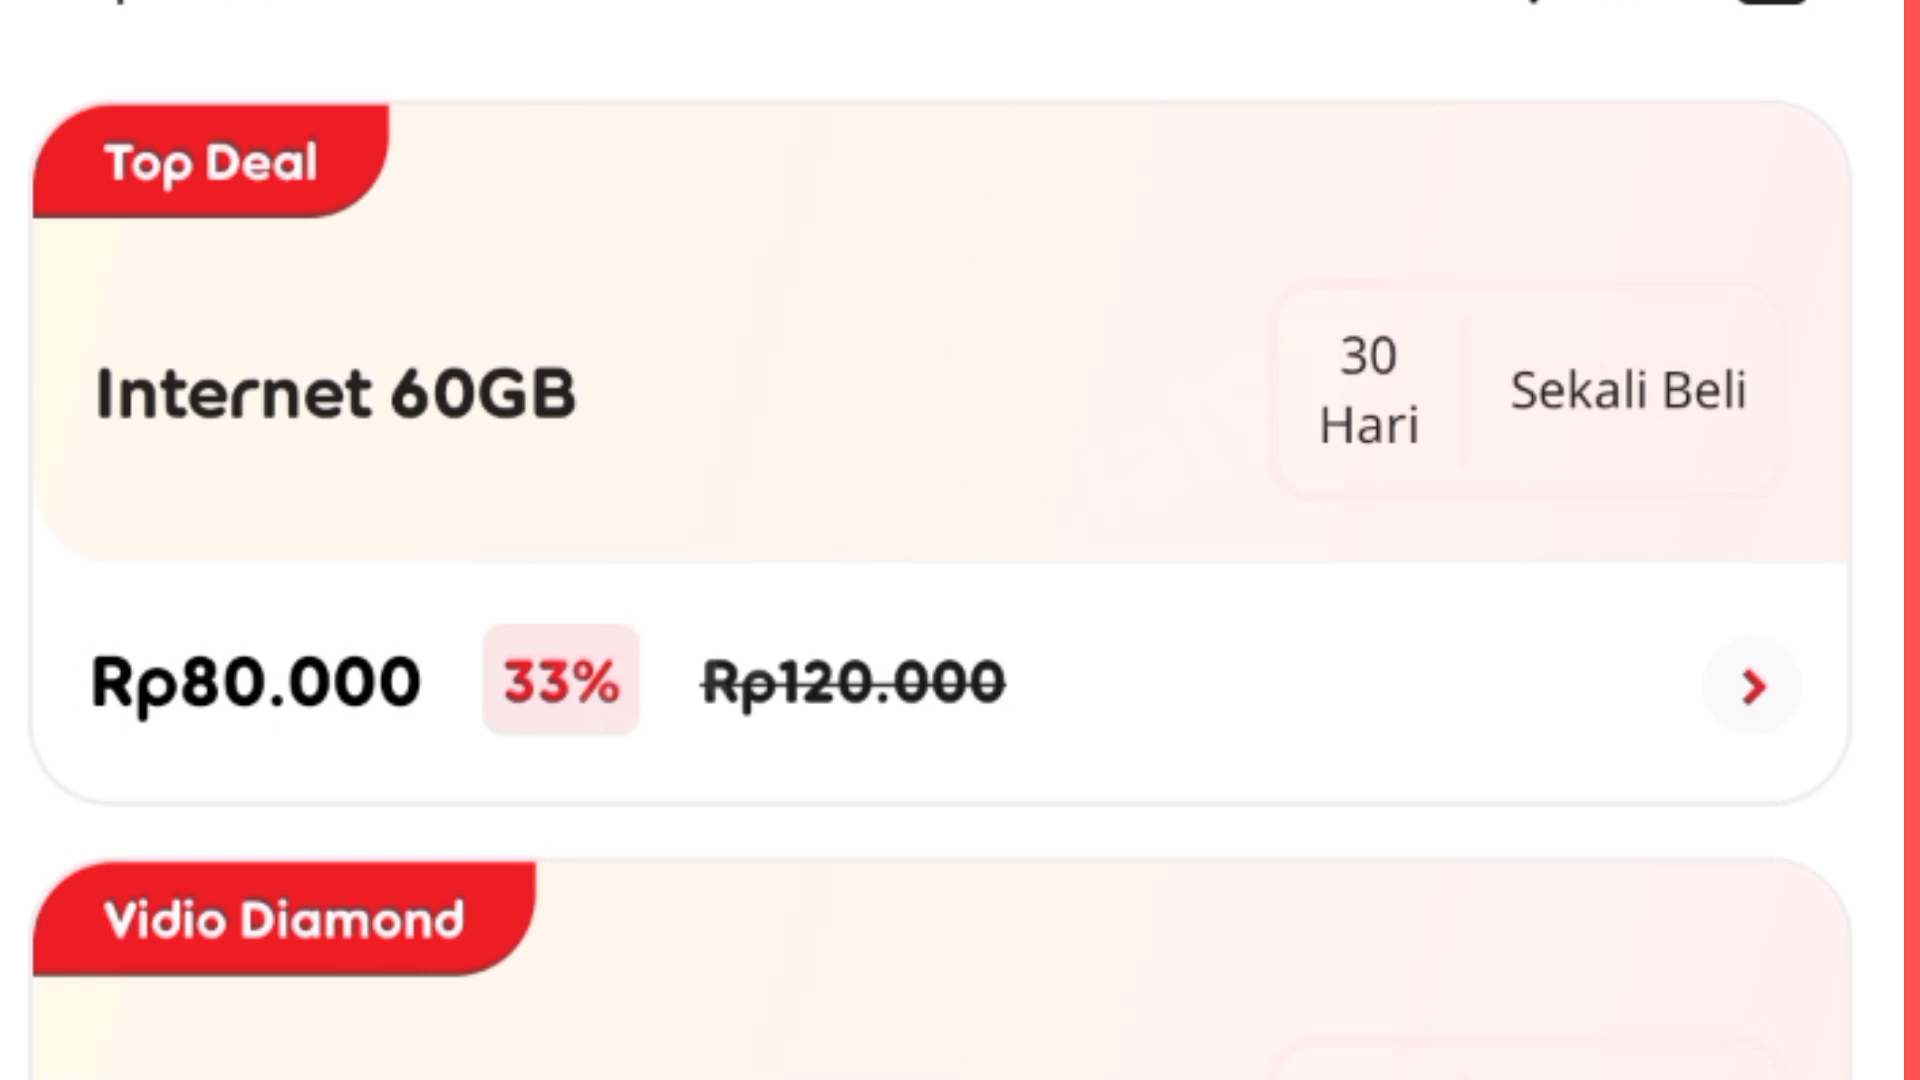 Top Deal
Internet 60GB
30
Hari
Sekali Beli
Rp80.000
33%
Rp120.000
Vidio Diamond